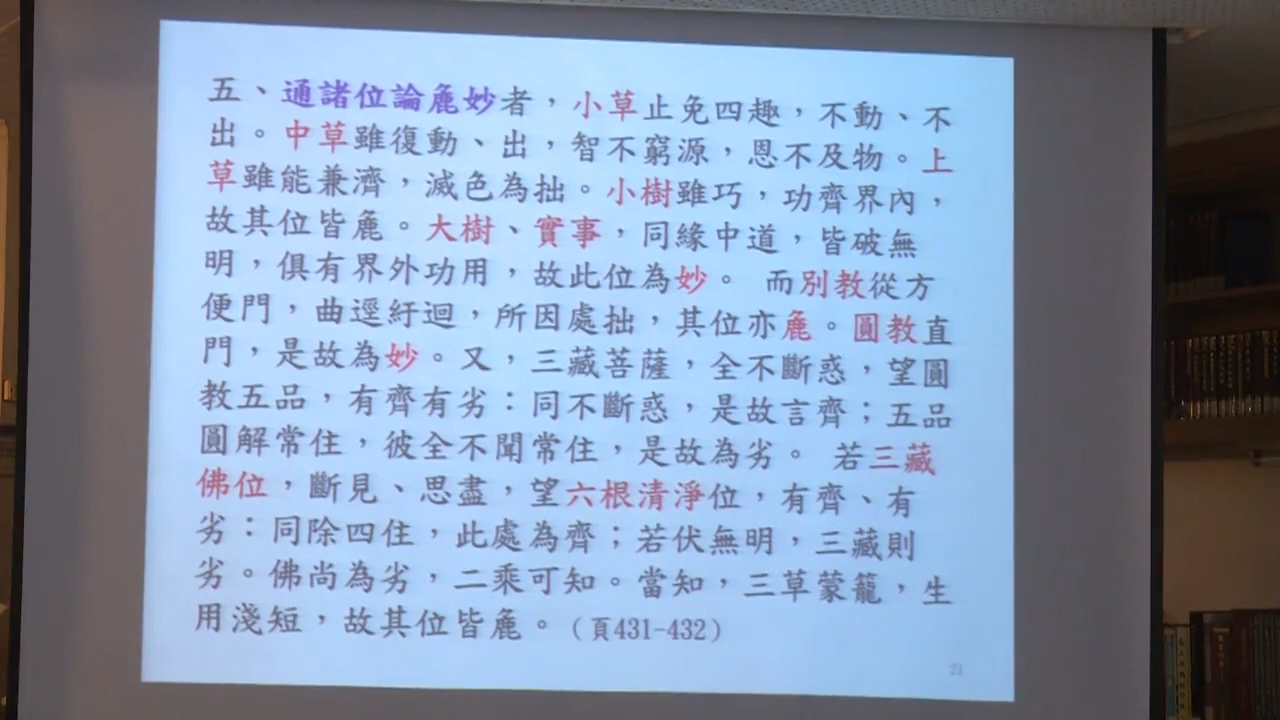 五、通諸位論麁妙者，小草止免四趣，不動、不
出。中草雖復動、出，智不窮源，恩不及物。上
草雖能兼濟，滅色為拙。小樹雖巧，功齊界內，
故其位皆麁。大樹、實事，同緣中道，皆破無
明，俱有界外功用，故此位為妙。 而別教從方
便門，曲逕紆迴，所因處拙，其位亦麁。圓教直
門，是故為妙。又，三藏菩薩，全不斷惑，望圓
教五品，有齊有劣：同不斷惑，是故言齊；五品
圓解常住，彼全不聞常住，是故為劣。 若三藏
佛位，斷見、思盡，望六根清淨位，有齊、有
劣：同除四住，此處為齊；若伏無明，三藏則
劣。佛尚為劣，二乘可知。當知，三草蒙籠，生
用淺短，故其位皆麁。（頁431-432）
21